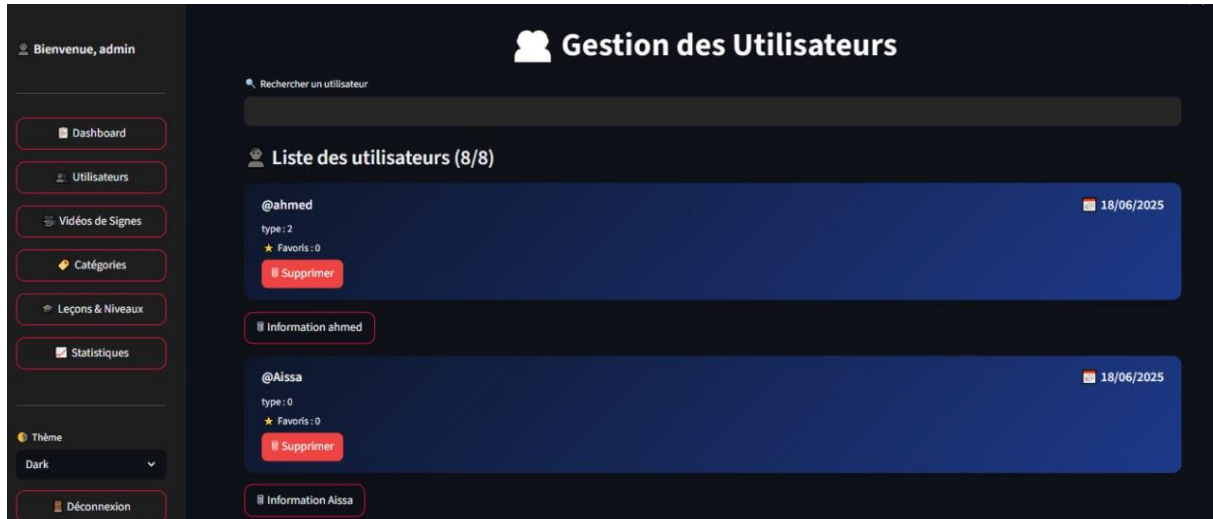 Bienvenue, admin
Dashboard
Utilisateurs
Vidéos de Signes
Catégories
Leçons & Niveaux
Statistiques
Thème
Dark
Déconnexion
Gestion des Utilisateurs
Rechercher un utilisateur
Liste des utilisateurs (8/8)
@ahmed
18/06/2025
type : 2
Favoris : 0
Supprimer
Information ahmed
@Aissa
18/06/2025
type : 0
Favoris : 0
Supprimer
Information Aissa